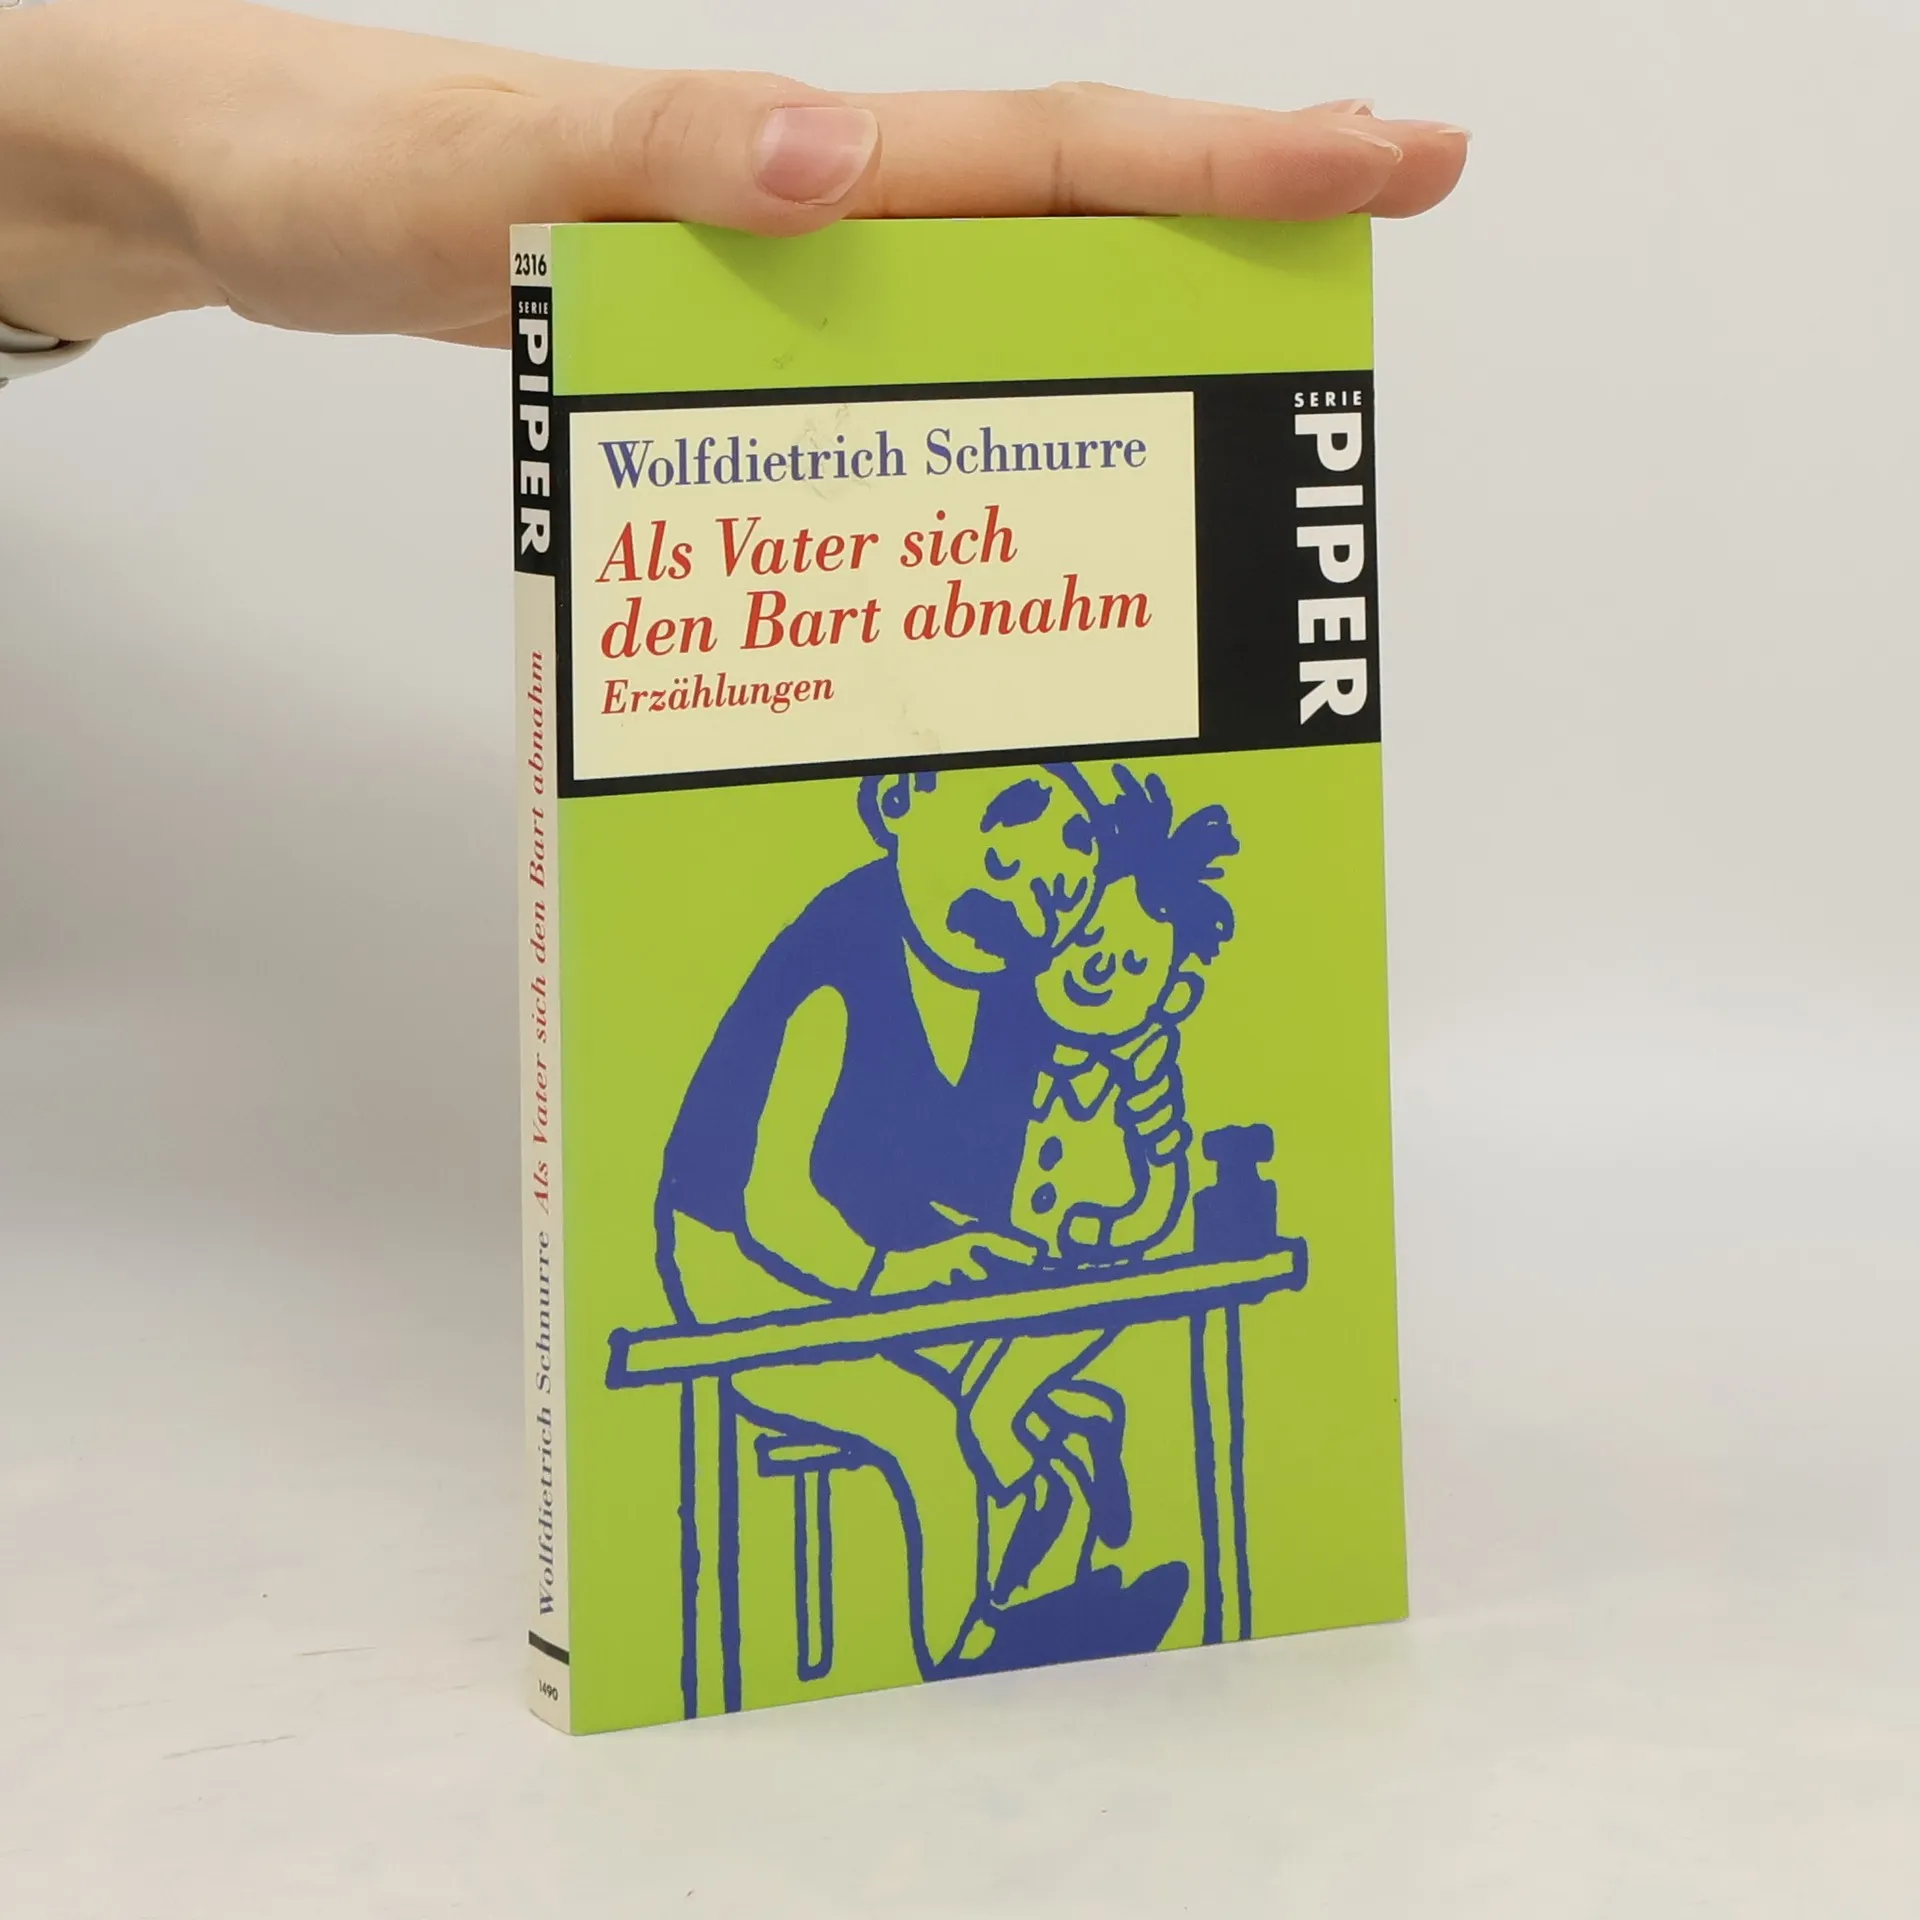 2316
SERIE
PIPER
Wolfdietrich Schnurre Als Vater sich den Bart abnahm
1490
Wolfdietrich Schnurre
Als Vater sich
den Bart abnahm
Erzählungen
SERIE
PIPER